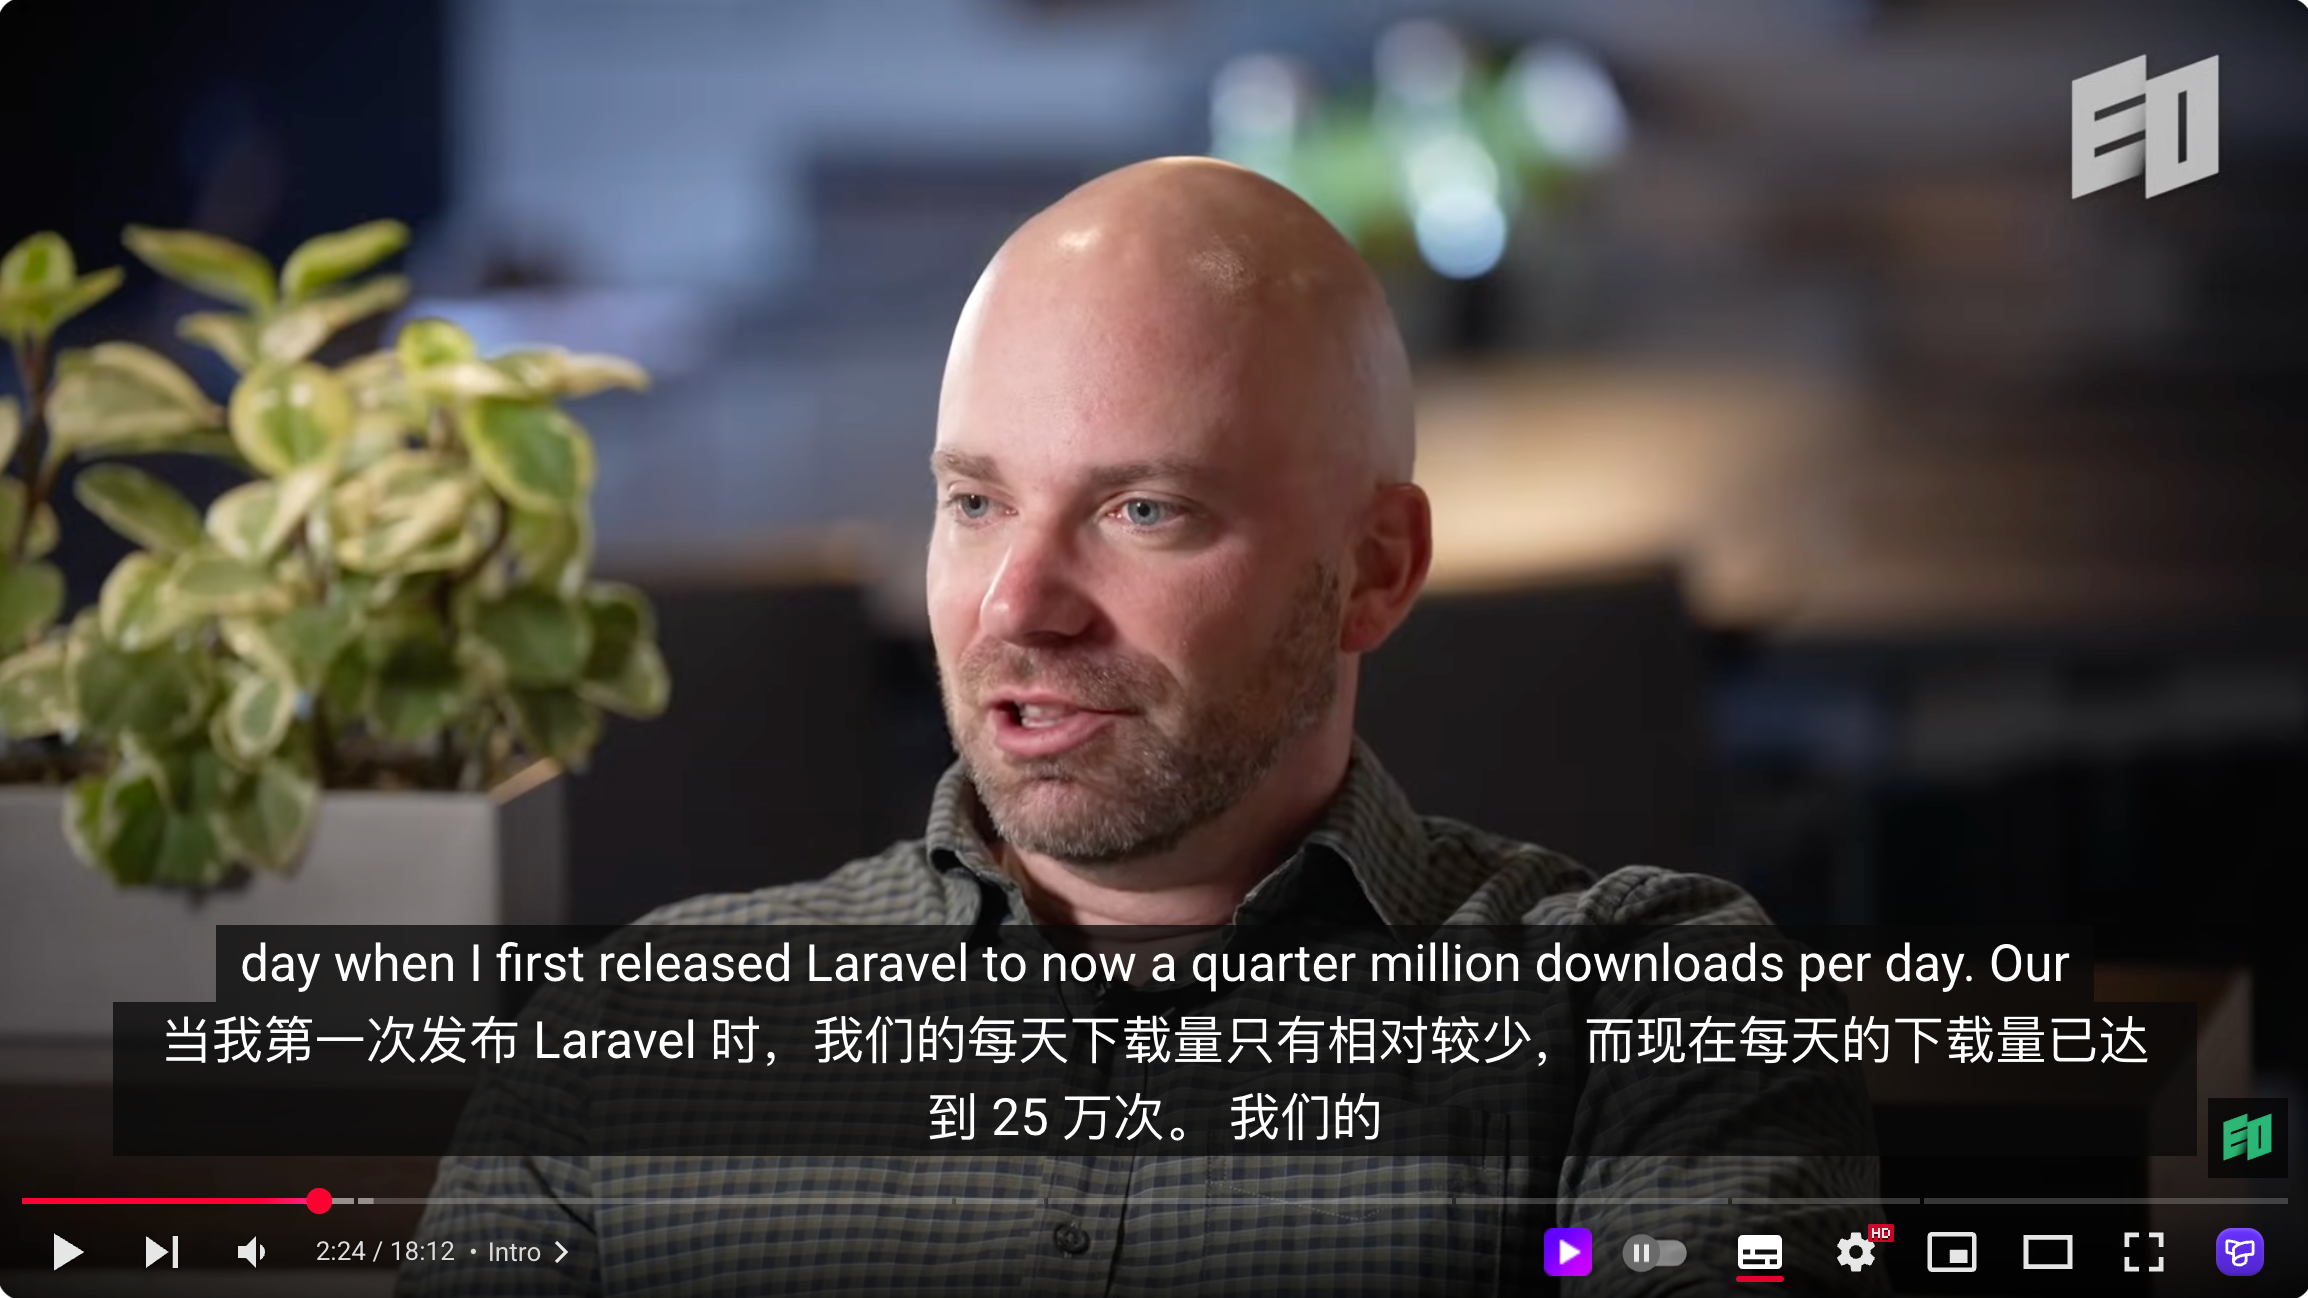 EO
day when I first released Laravel to now a quarter million downloads per day. Our
当我第一次发布 Laravel 时，我们的每天下载量只有相对较少，而现在每天的下载量已达
到 25 万次。 我们的
EO
2:24 / 18:12 • Intro
HD